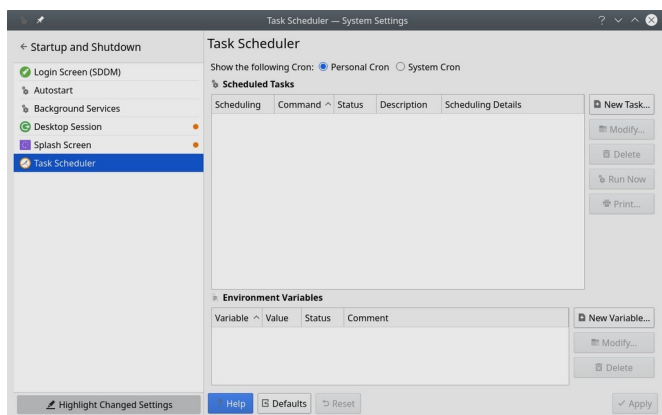 Task Scheduler — System Settings
Startup and Shutdown
Login Screen (SDDM)
Autostart
Background Services
Desktop Session
Splash Screen
Task Scheduler
Highlight Changed Settings
Task Scheduler
Show the following Cron: Personal Cron System Cron
Scheduled Tasks
Scheduling Command Status Description Scheduling Details
New Task...
Modify...
Delete
Run Now
Print...
Environment Variables
Variable Value Status Comment
New Variable...
Modify...
Delete
Help Defaults Reset Apply